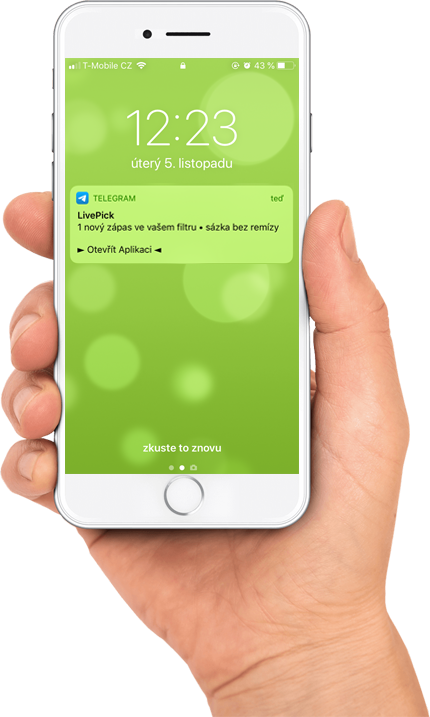 T-Mobile CZ 43 %
12:23
úterý 5. listopadu
TELEGRAM teď
LivePick
1 nový zápas ve vašem filtru • sázka bez remízy
► Otevřít Aplikaci ◄
zkuste to znovu